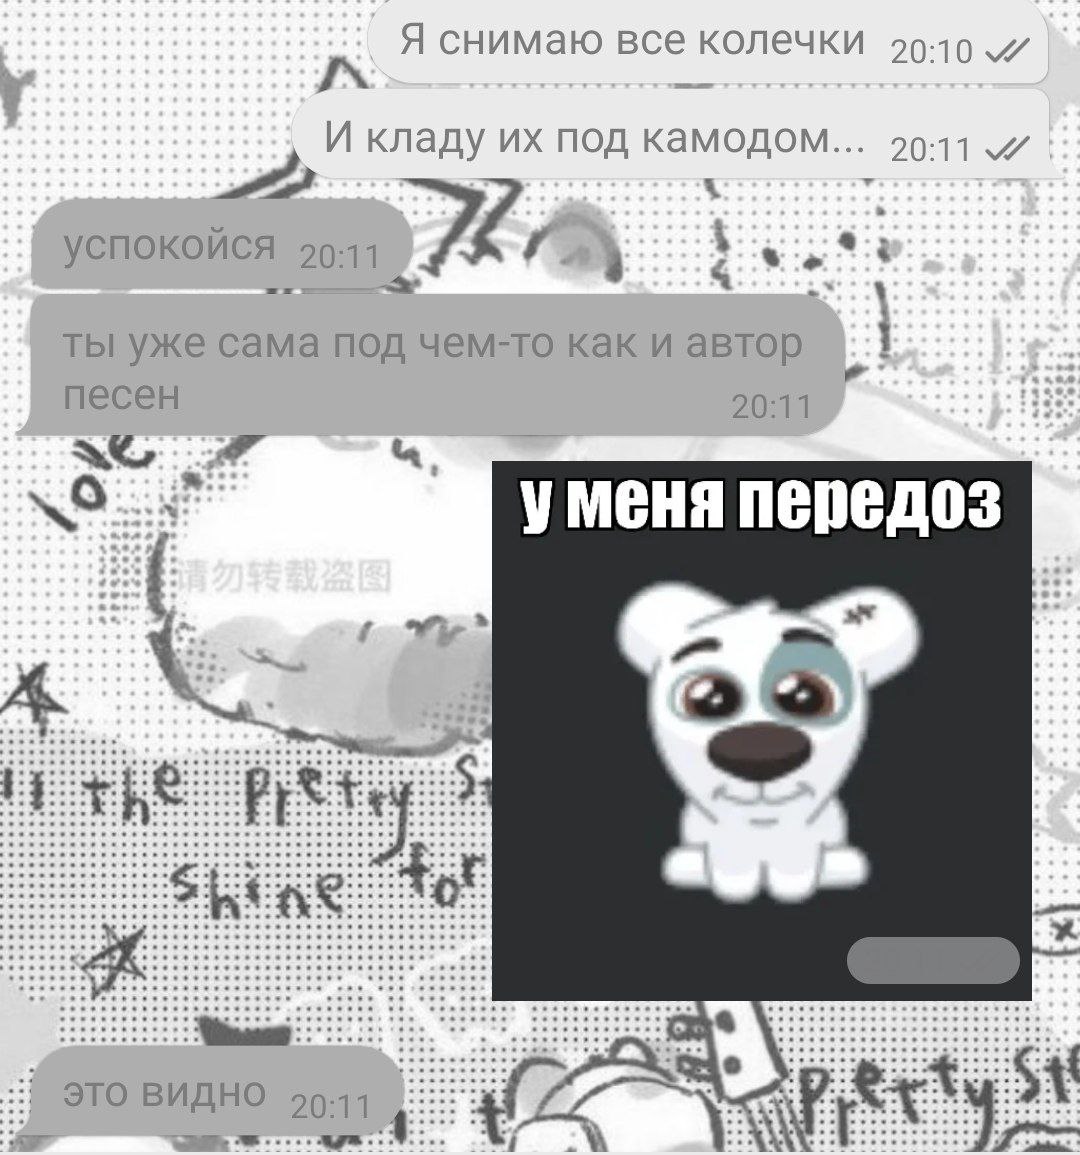 Я снимаю все колечки 20:10
И кладу их под камодом... 20:11
успокойся 20:11
ты уже сама под чем-то как и автор
песен 20:11
love
у меня передоз
请勿转载盗图
the pretty
shine for
это видно 20:11
pretty